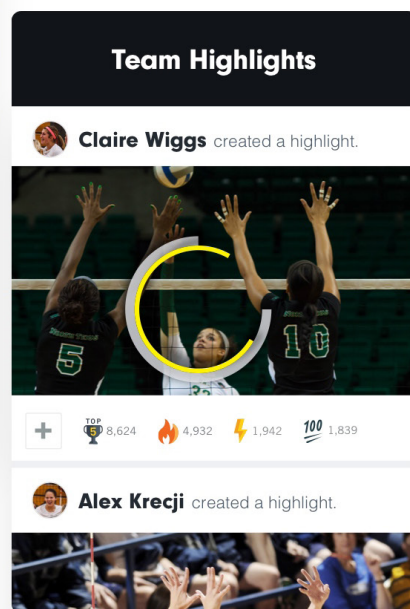 Team Highlights
Claire Wiggs created a highlight.
5
10
TOP
5
8,624
4,932
1,942
100
1,839
Alex Krecji created a highlight.